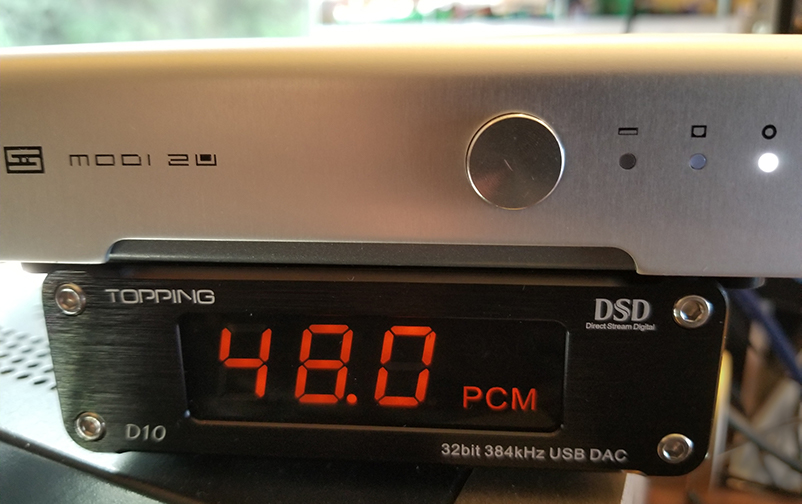 MODI 2U
TOPPING
DSD
Direct Stream Digital
48.0 PCM
D10
32bit 384kHz USB DAC